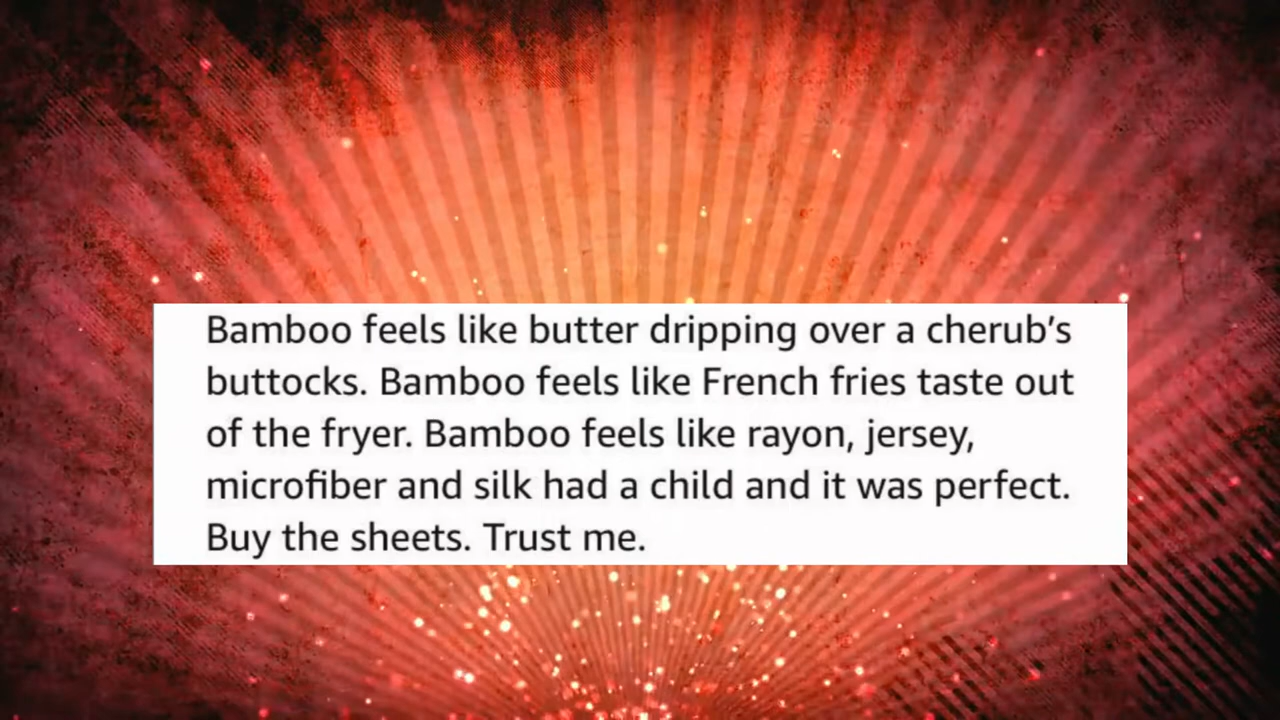 Bamboo feels like butter dripping over a cherub’s
buttocks. Bamboo feels like French fries taste out
of the fryer. Bamboo feels like rayon, jersey,
microfiber and silk had a child and it was perfect.
Buy the sheets. Trust me.